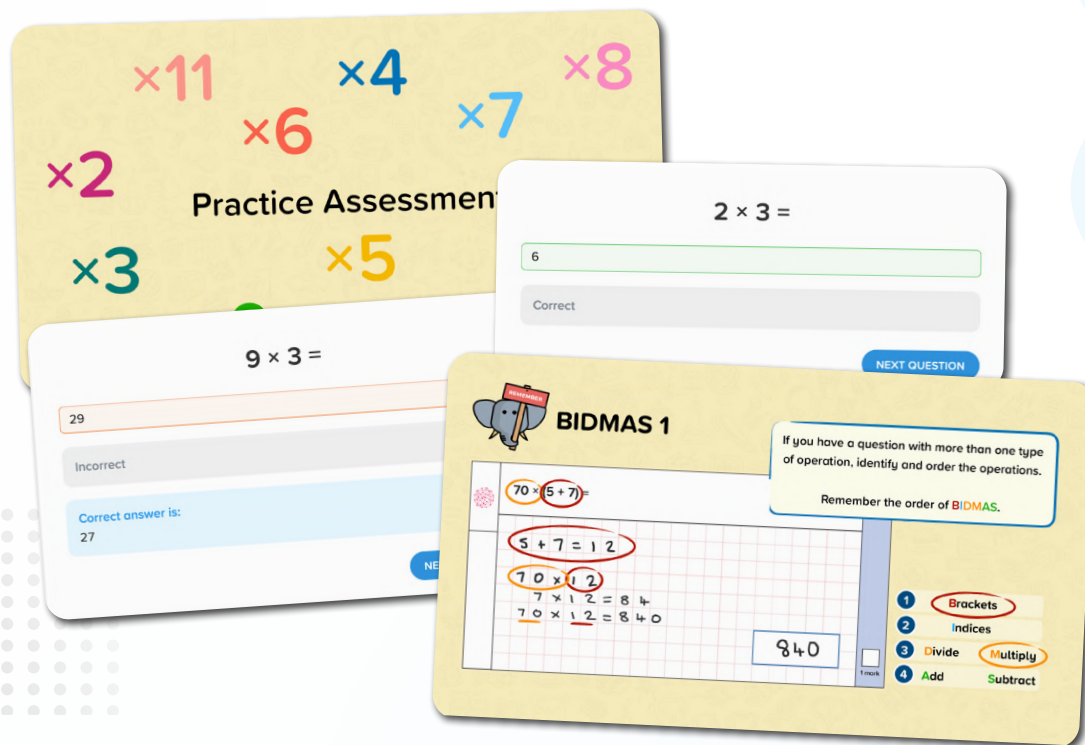 ×11
×4
×8
×6
×7
×2
Practice Assessmen
×3
×5
2 × 3 =
6
Correct
NEXT QUESTION
9 × 3 =
29
Incorrect
Correct answer is:
27
NE
REMEMBER
BIDMAS 1
If you have a question with more than one type
of operation, identify and order the operations.
Remember the order of BIDMAS.
70 × (5 + 7) =
5 + 7 = 12
70 × 12
7 × 12 = 84
70 × 12 = 840
840
1 mark
1 Brackets
2 Indices
3 Divide Multiply
4 Add Subtract